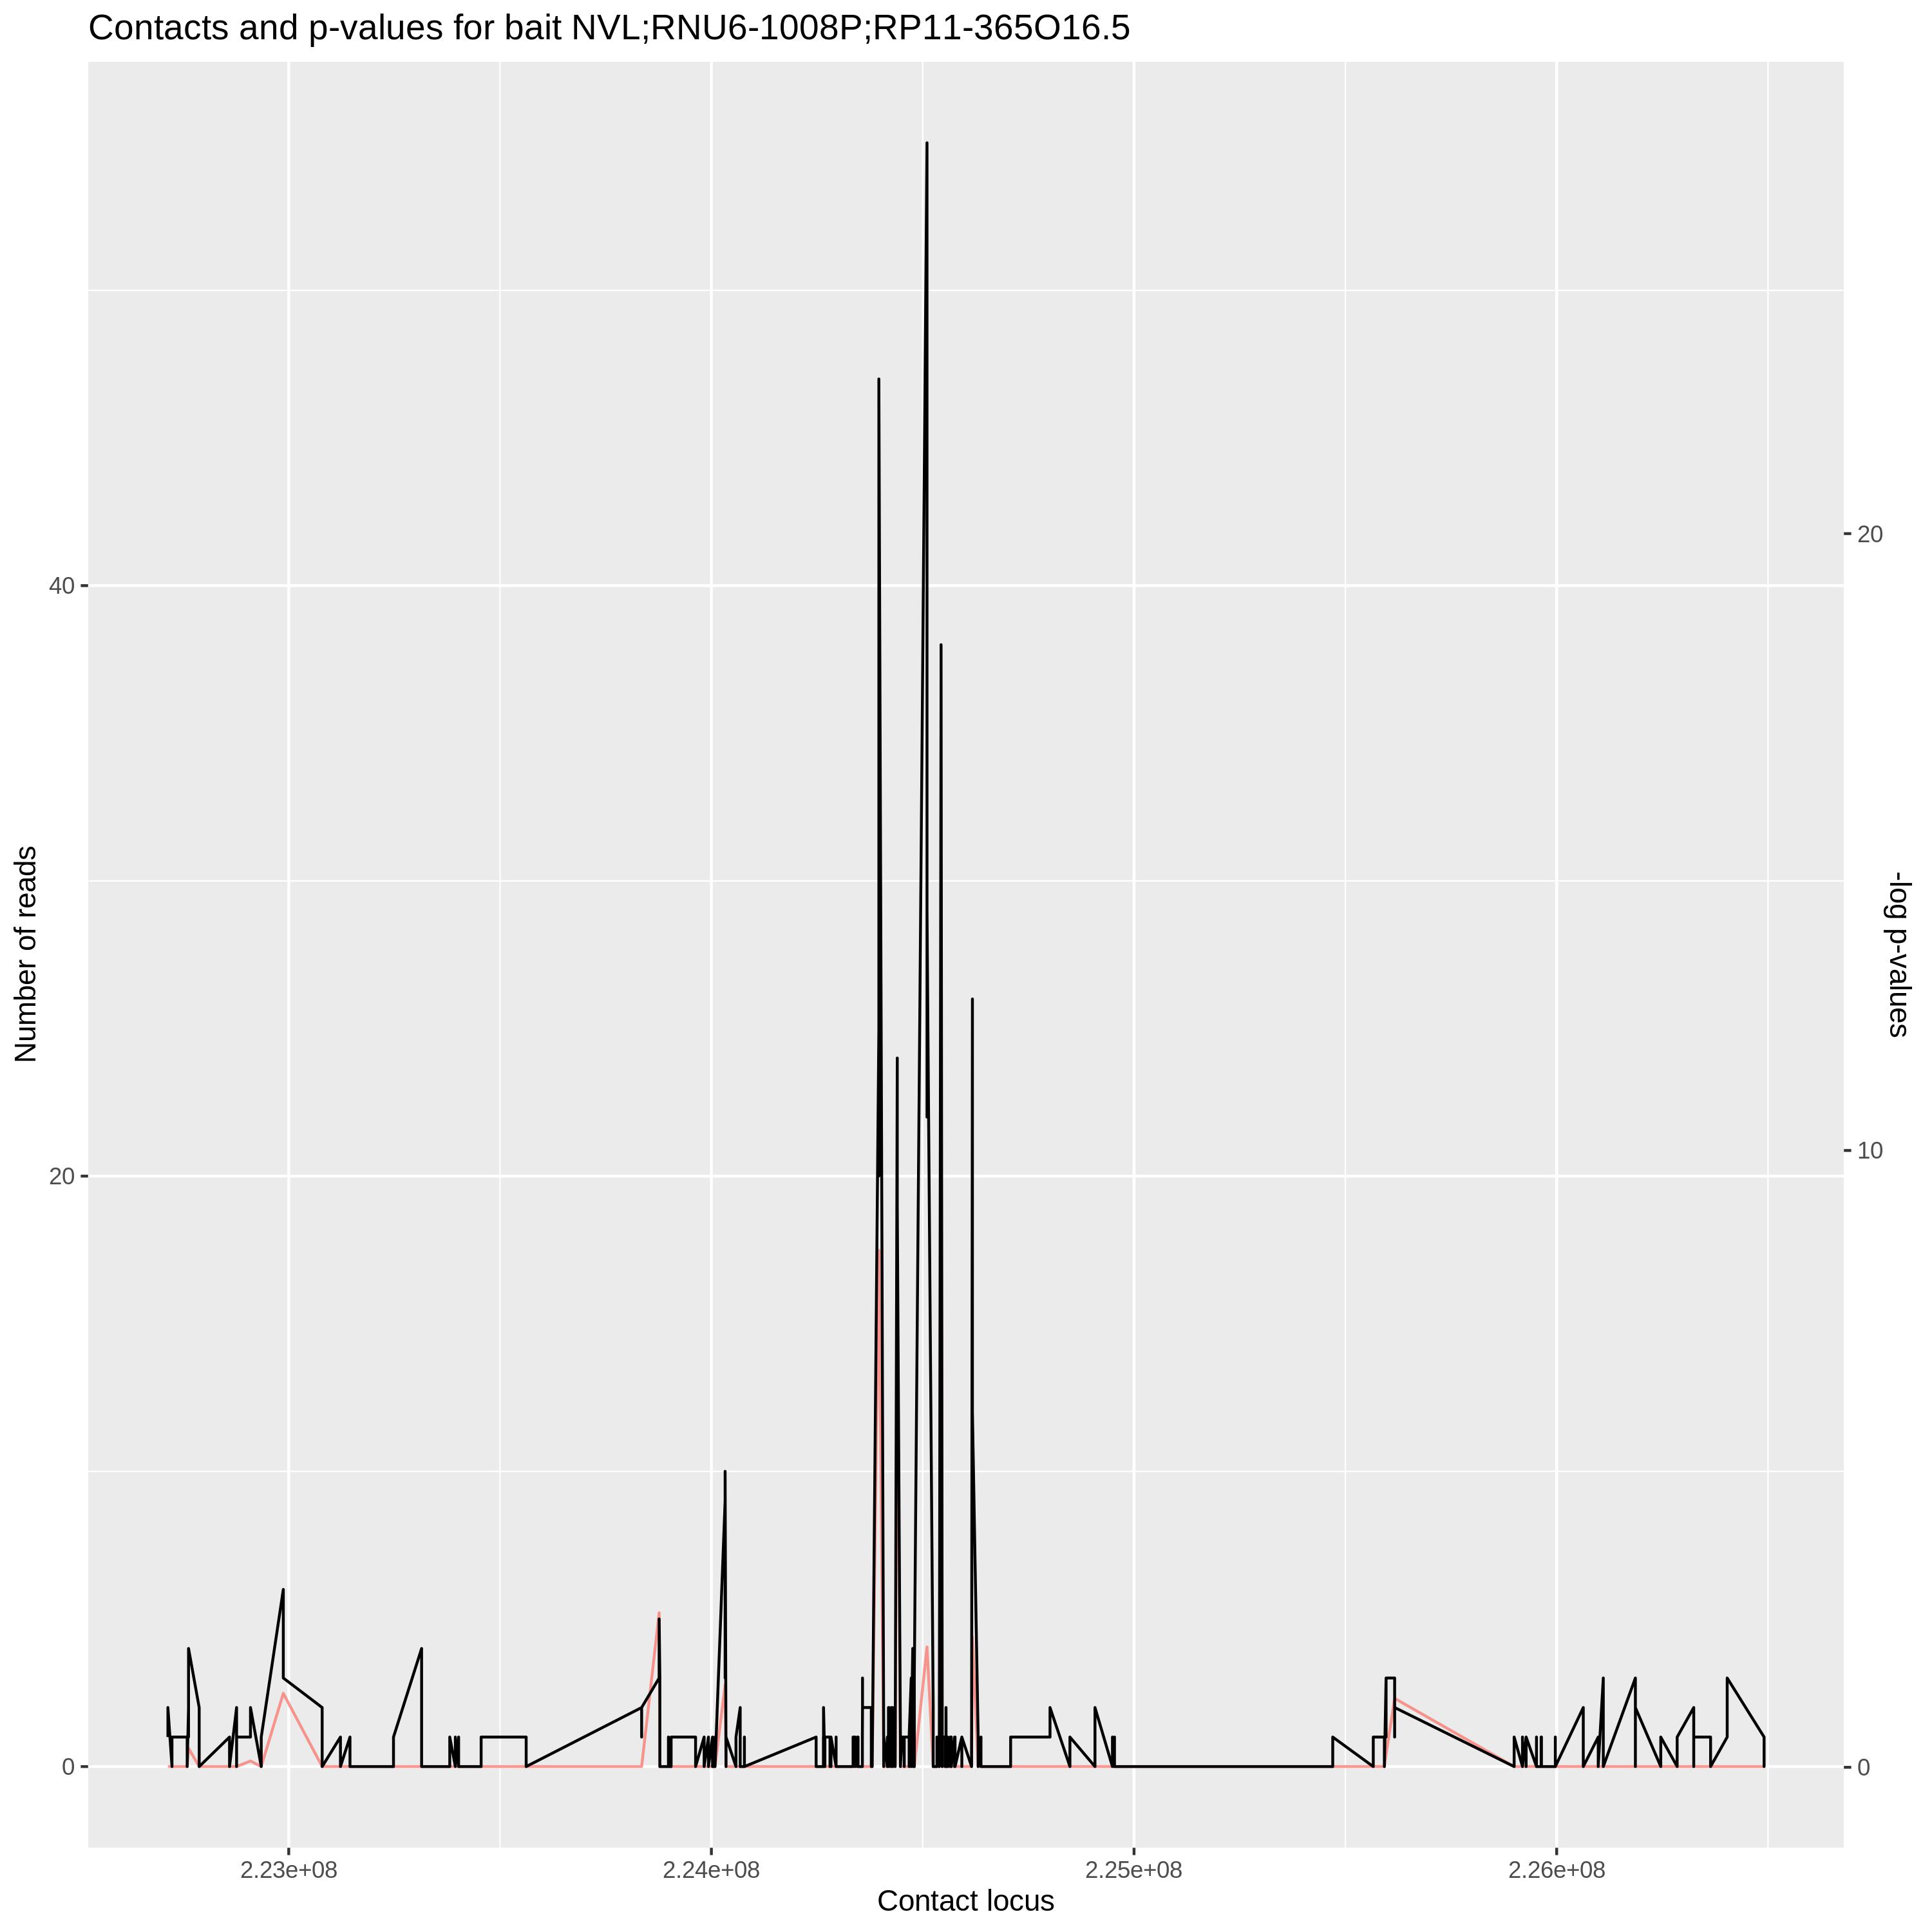 Contacts and p-values for bait NVL;RNU6-1008P;RP11-365O16.5
Number of reads
40
20
0
20
10
0
-log p-values
2.23e+08
2.24e+08
2.25e+08
2.26e+08
Contact locus